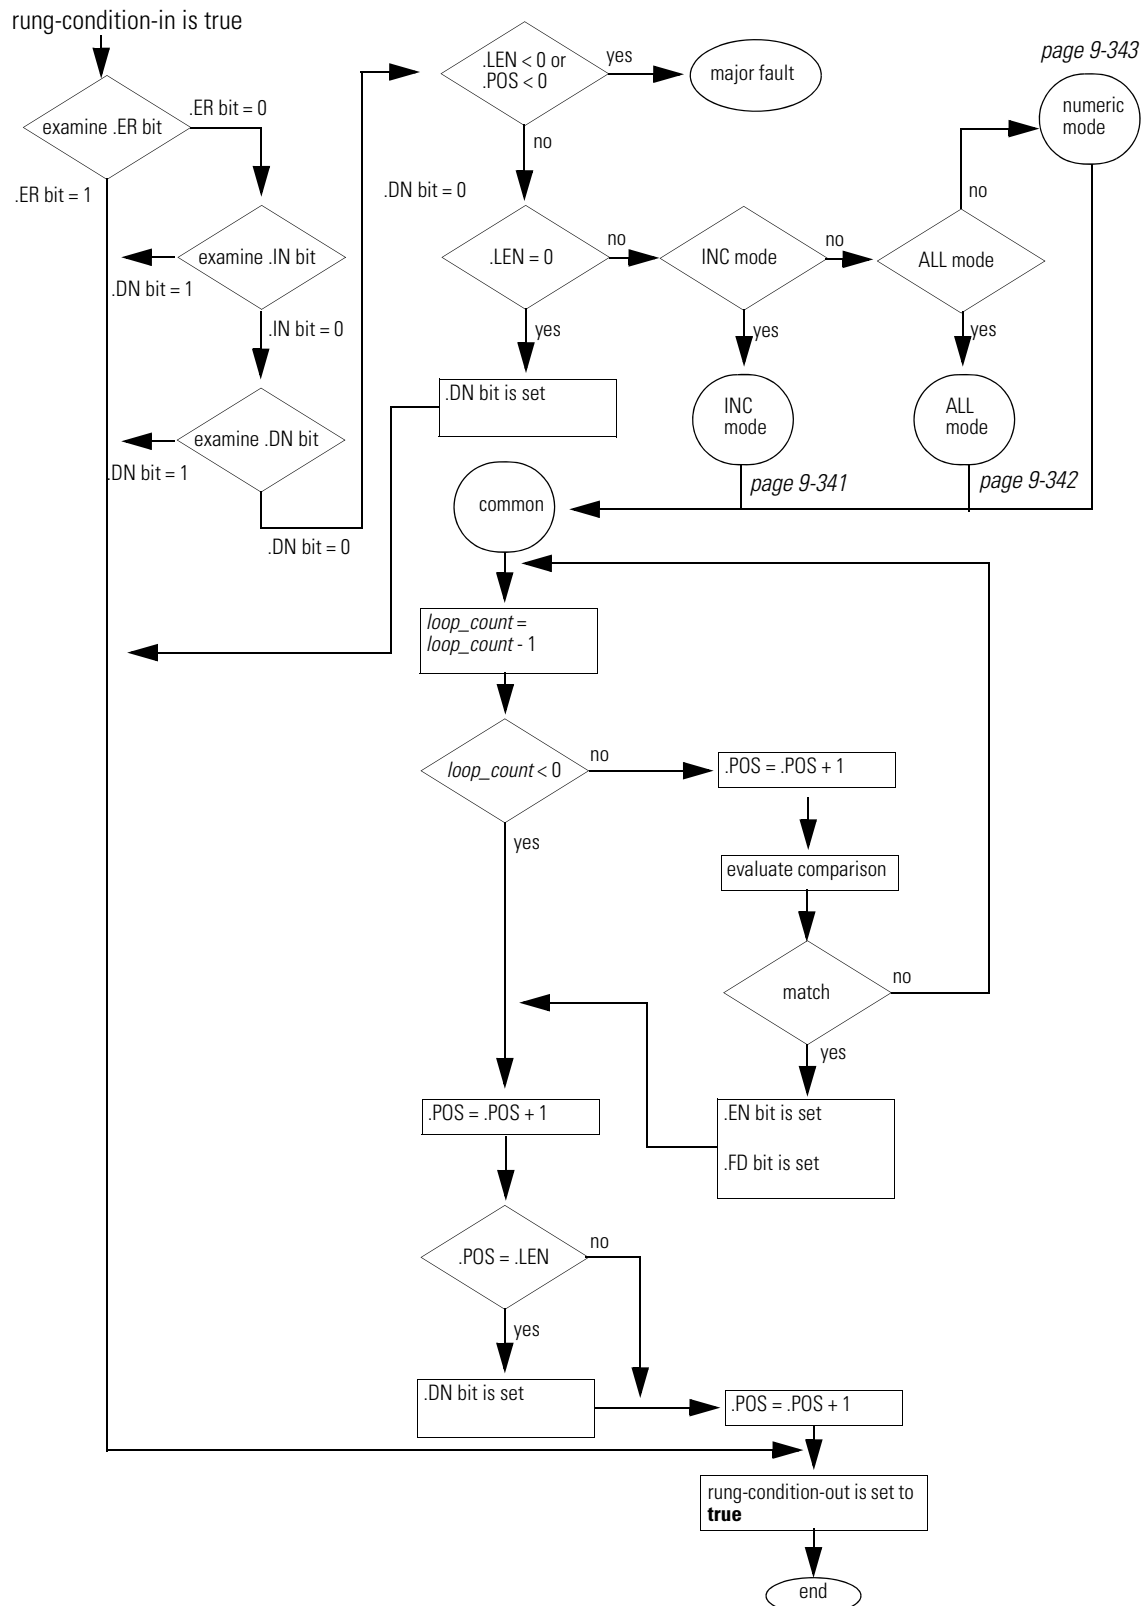 rung-condition-in is true
examine .ER bit
.ER bit = 0
.ER bit = 1
examine .IN bit
.DN bit = 1
.IN bit = 0
examine .DN bit
.DN bit = 1
.DN bit = 0
.LEN < 0 or
.POS < 0
yes
major fault
no
.DN bit = 0
.LEN = 0
no
INC mode
no
ALL mode
no
page 9-343
numeric
mode
yes
.DN bit is set
yes
INC
mode
page 9-341
yes
ALL
mode
page 9-342
common
loop_count =
loop_count - 1
loop_count < 0
no
.POS = .POS + 1
evaluate comparison
match
no
yes
.EN bit is set
.FD bit is set
yes
.POS = .POS + 1
.POS = .LEN
no
yes
.DN bit is set
.POS = .POS + 1
rung-condition-out is set to
true
end